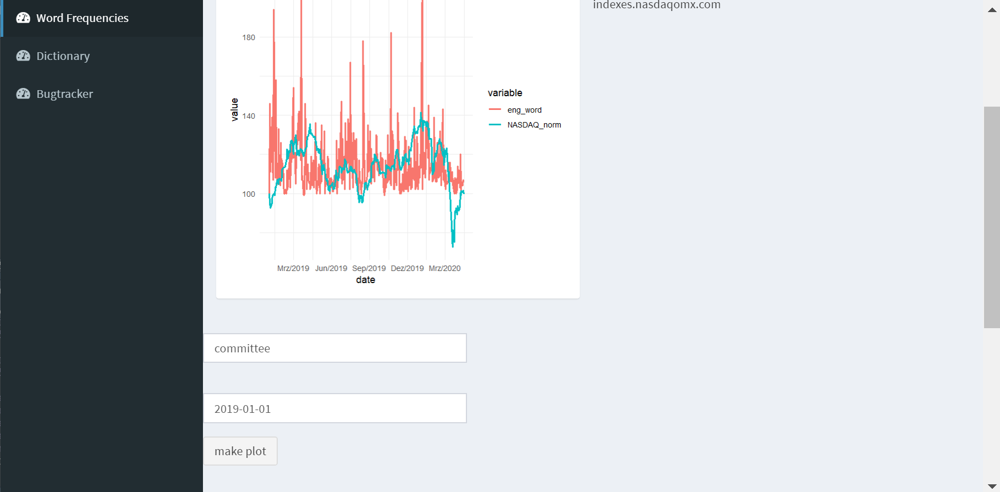 Word Frequencies
Dictionary
Bugtracker
indexes.nasdaqomx.com
180
140
100
value
Mrz/2019 Jun/2019 Sep/2019 Dez/2019 Mrz/2020
date
variable
eng_word
NASDAQ_norm
committee
2019-01-01
make plot